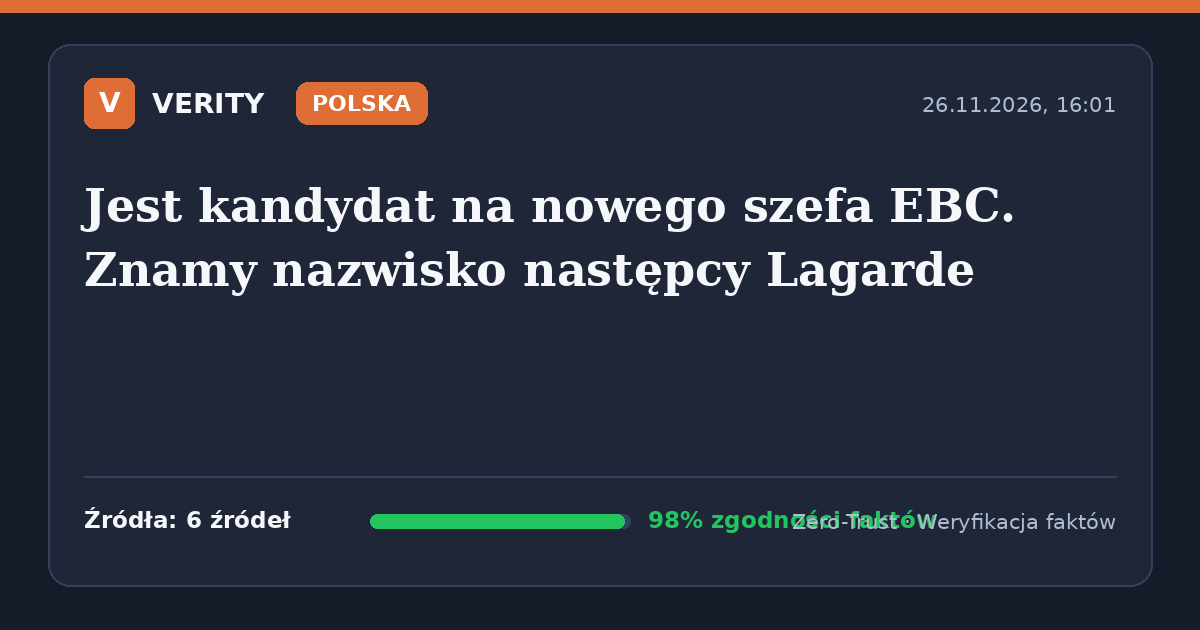 V VERITY POLSKA 26.11.2026, 16:01
Jest kandydat na nowego szefa EBC.
Znamy nazwisko następcy Lagarde
Źródła: 6 źródeł 98% zgodności faktów Zero-Trust · Weryfikacja faktów